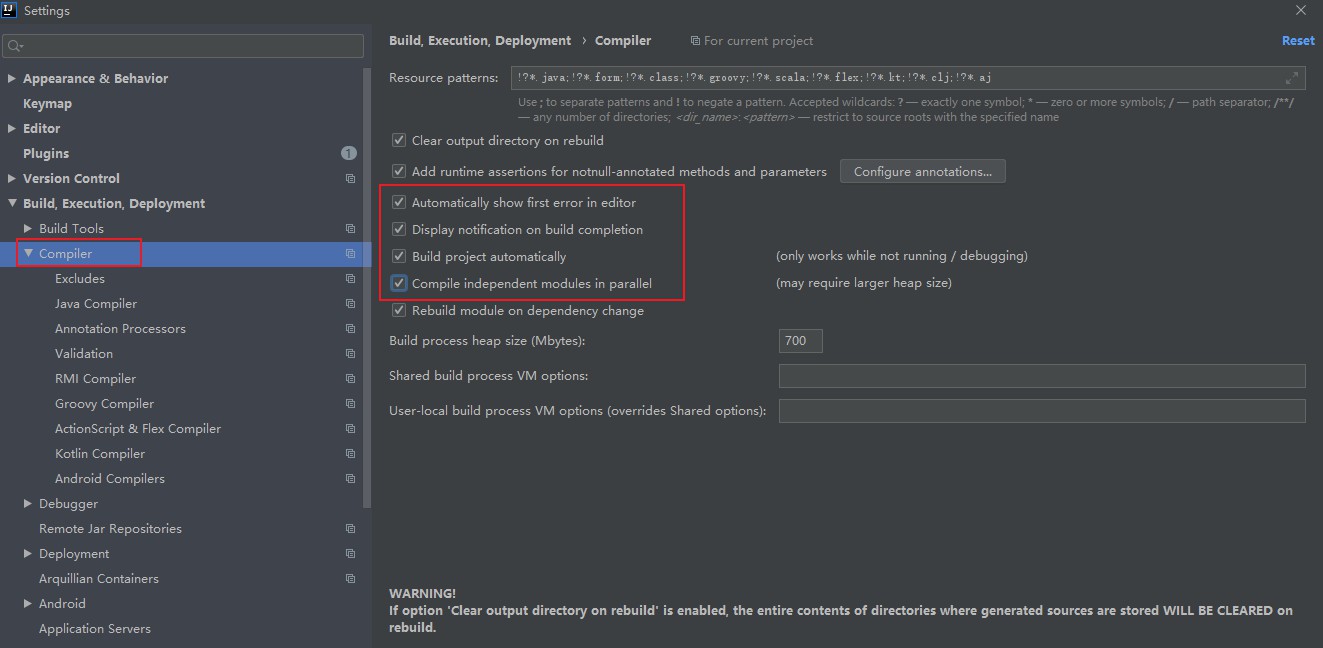 IJ Settings
Build, Execution, Deployment › Compiler For current project Reset
Appearance & Behavior
Keymap
Editor
Plugins 1
Version Control
Build, Execution, Deployment
Build Tools
Compiler
Excludes
Java Compiler
Annotation Processors
Validation
RMI Compiler
Groovy Compiler
ActionScript & Flex Compiler
Kotlin Compiler
Android Compilers
Debugger
Remote Jar Repositories
Deployment
Arquillian Containers
Android
Application Servers
Resource patterns: !?*.java;!?*.form;!?*.class;!?*.groovy;!?*.scala;!?*.flex;!?*.kt;!?*.clj;!?*.aj
Use ; to separate patterns and ! to negate a pattern. Accepted wildcards: ? — exactly one symbol; * — zero or more symbols; / — path separator; /**/
— any number of directories; <dir_name>:<pattern> — restrict to source roots with the specified name
Clear output directory on rebuild
Add runtime assertions for notnull-annotated methods and parameters Configure annotations...
Automatically show first error in editor
Display notification on build completion
Build project automatically (only works while not running / debugging)
Compile independent modules in parallel (may require larger heap size)
Rebuild module on dependency change
Build process heap size (Mbytes): 700
Shared build process VM options:
User-local build process VM options (overrides Shared options):
WARNING!
If option 'Clear output directory on rebuild' is enabled, the entire contents of directories where generated sources are stored WILL BE CLEARED on
rebuild.